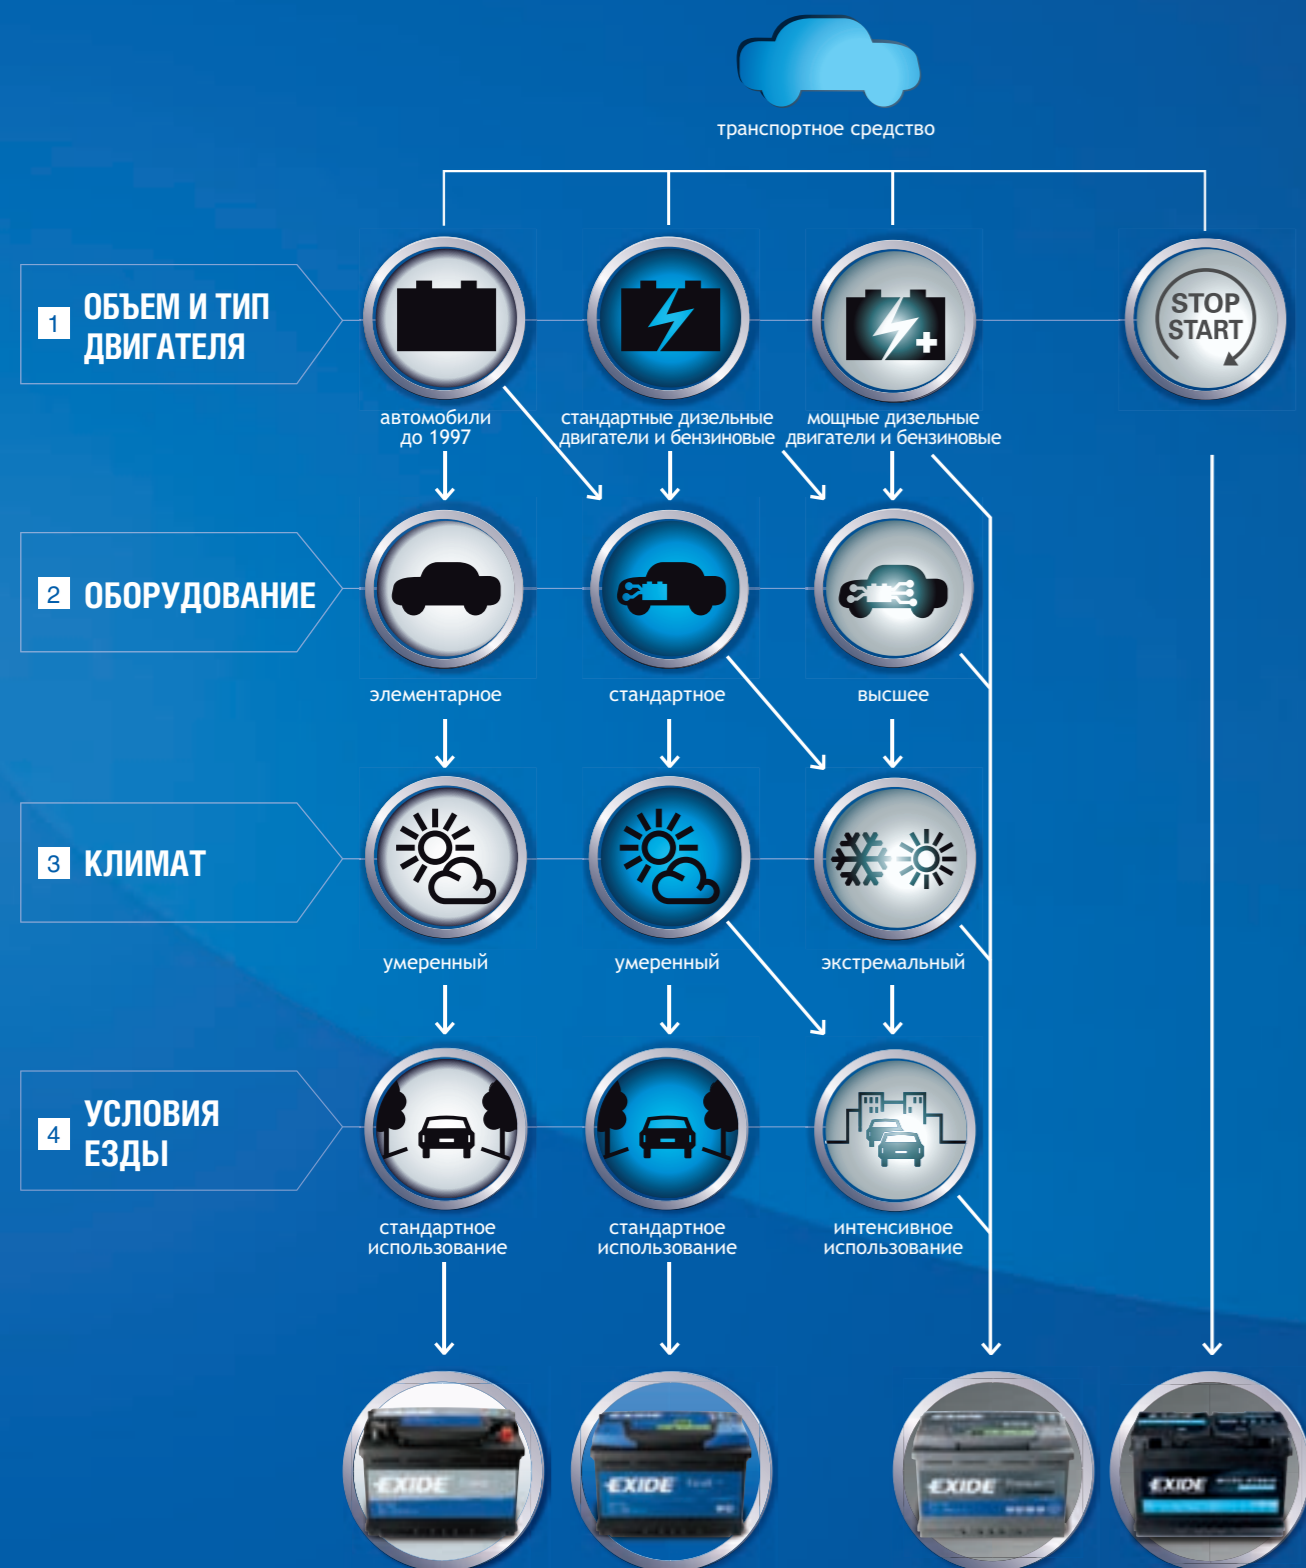 транспортное средство
1 ОБЪЕМ И ТИП
ДВИГАТЕЛЯ
STOP
START
автомобили
до 1997
стандартные дизельные
двигатели и бензиновые
мощные дизельные
двигатели и бензиновые
2 ОБОРУДОВАНИЕ
элементарное
стандартное
высшее
3 КЛИМАТ
умеренный
умеренный
экстремальный
4 УСЛОВИЯ
ЕЗДЫ
стандартное
использование
стандартное
использование
интенсивное
использование
EXIDE
EXIDE
EXIDE
EXIDE